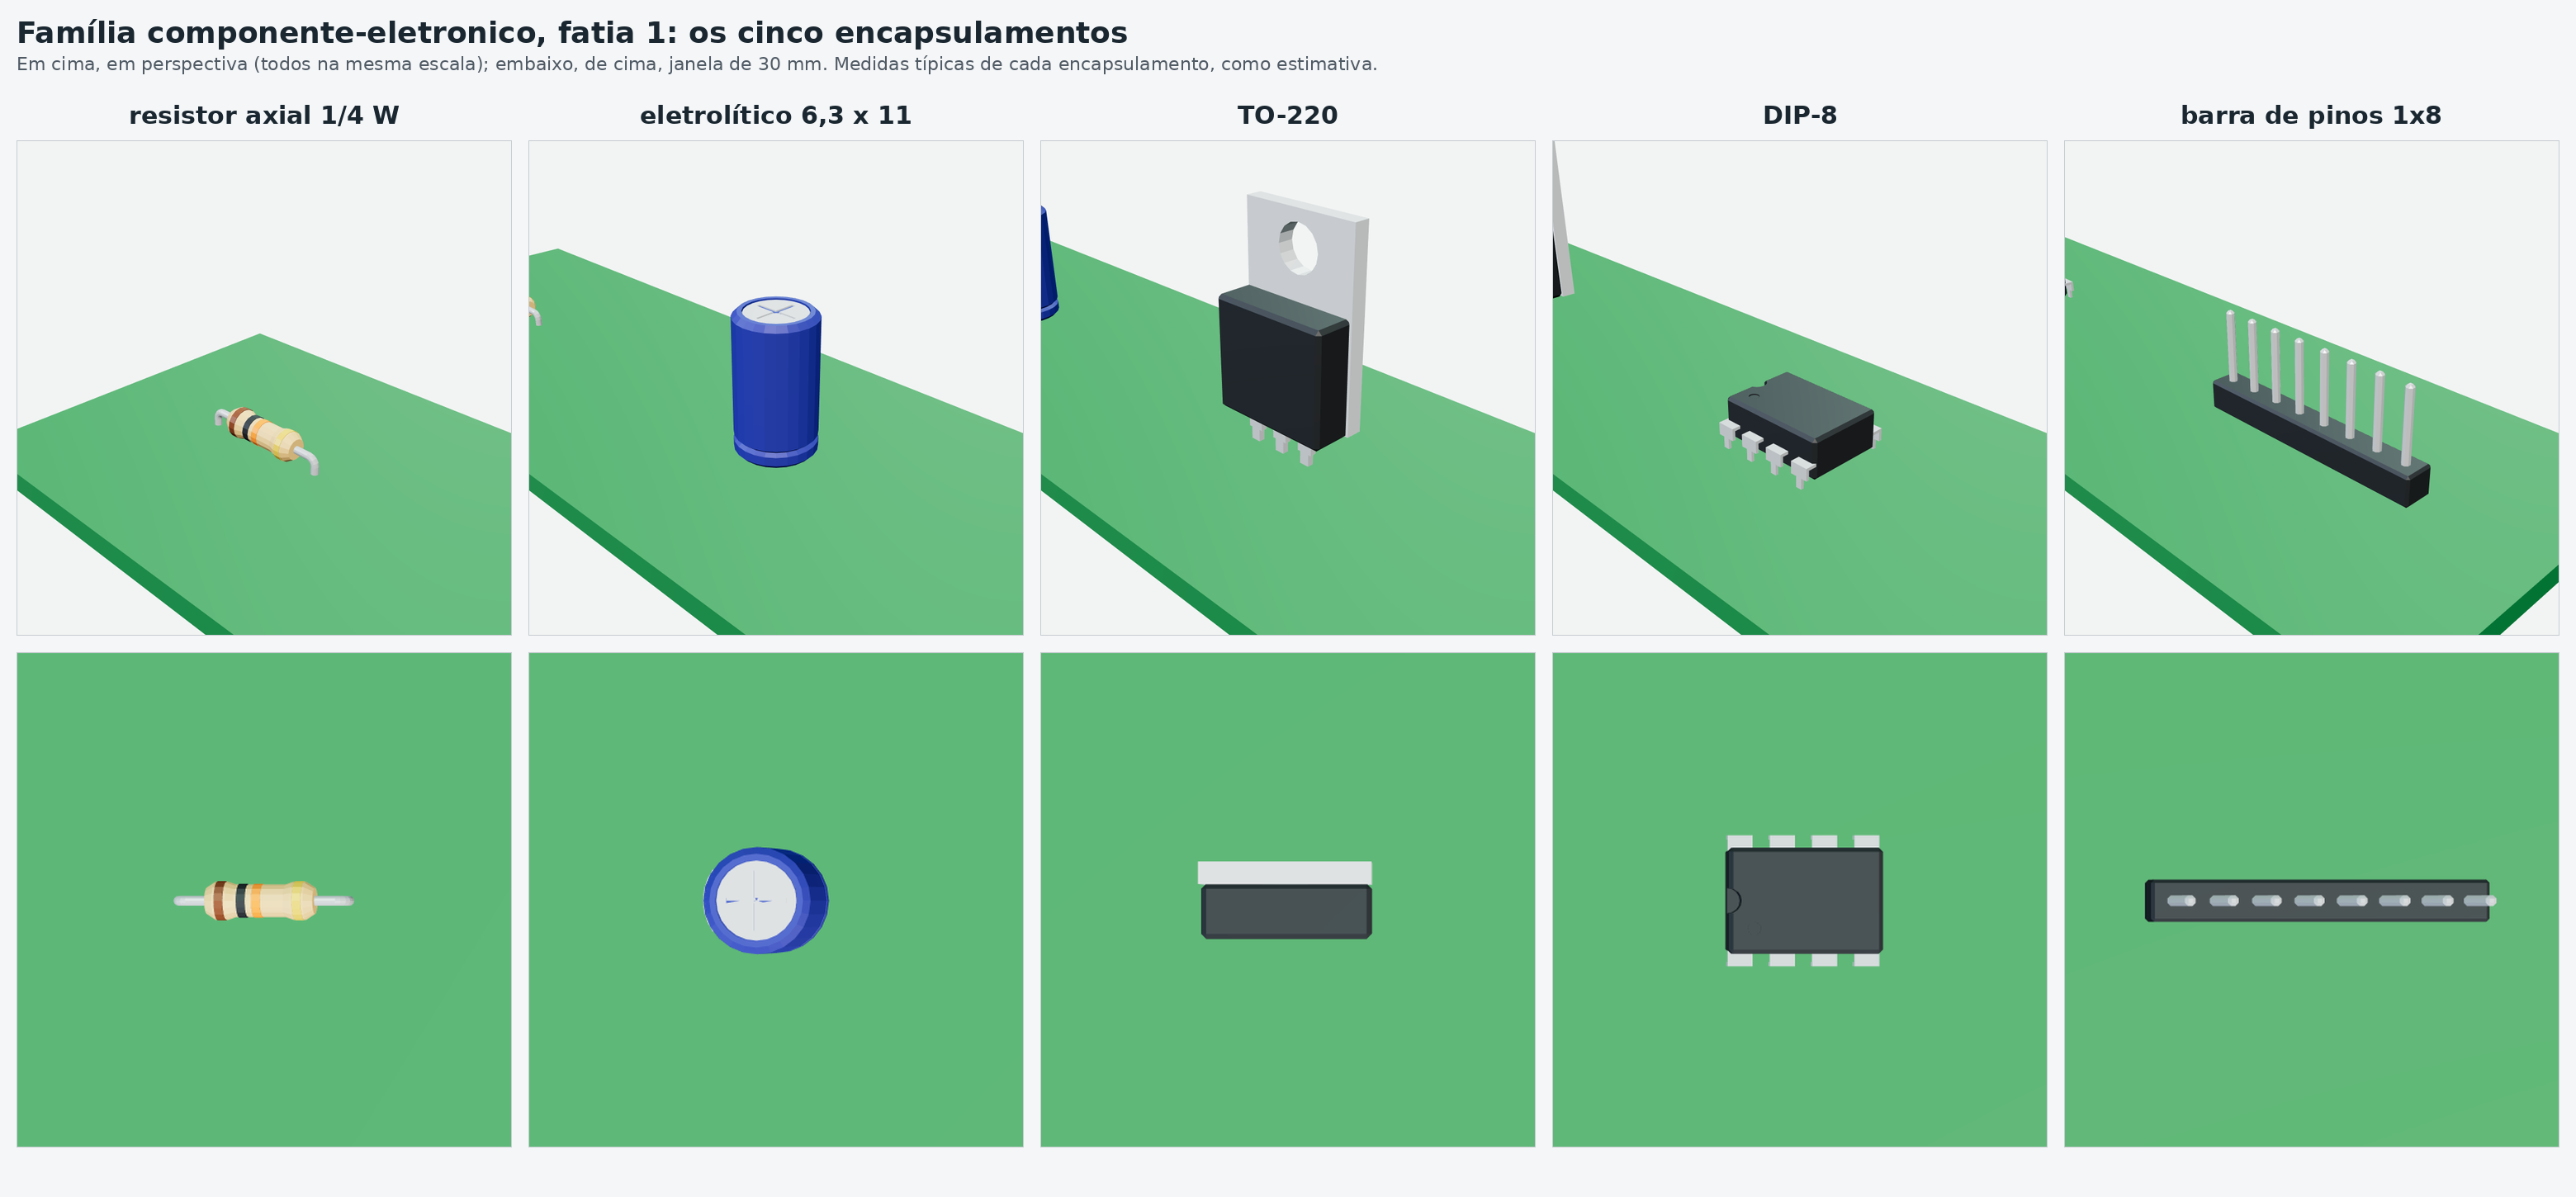 Família componente-eletronico, fatia 1: os cinco encapsulamentos
Em cima, em perspectiva (todos na mesma escala); embaixo, de cima, janela de 30 mm. Medidas típicas de cada encapsulamento, como estimativa.
resistor axial 1/4 W
eletrolítico 6,3 x 11
TO-220
DIP-8
barra de pinos 1x8